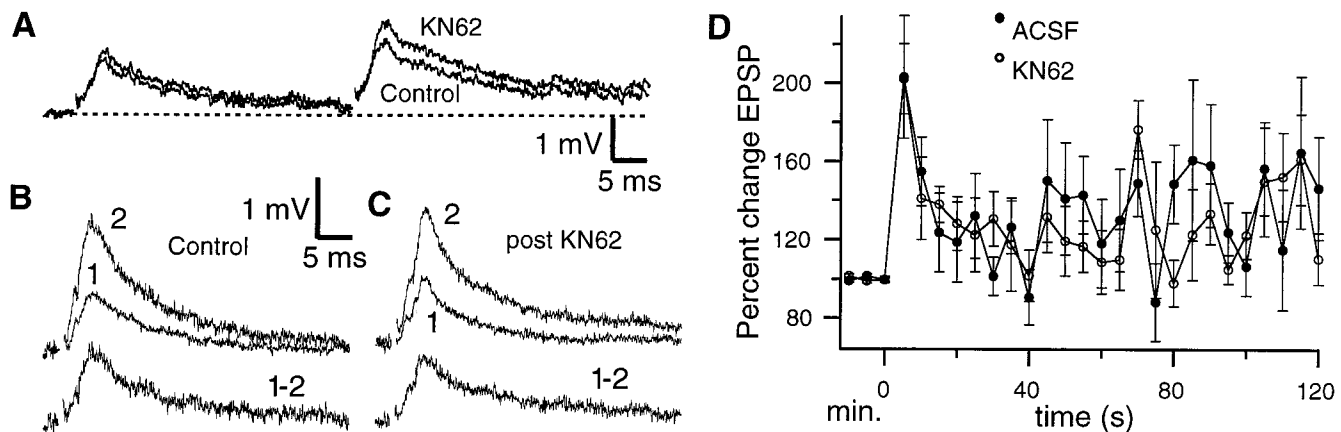 A
KN62
Control
1 mV
5 ms
B
2
Control
1
1-2
1 mV
5 ms
C
2
post KN62
1
1-2
D
ACSF
KN62
Percent change EPSP
200
160
120
80
0
40
80
120
min.
time (s)